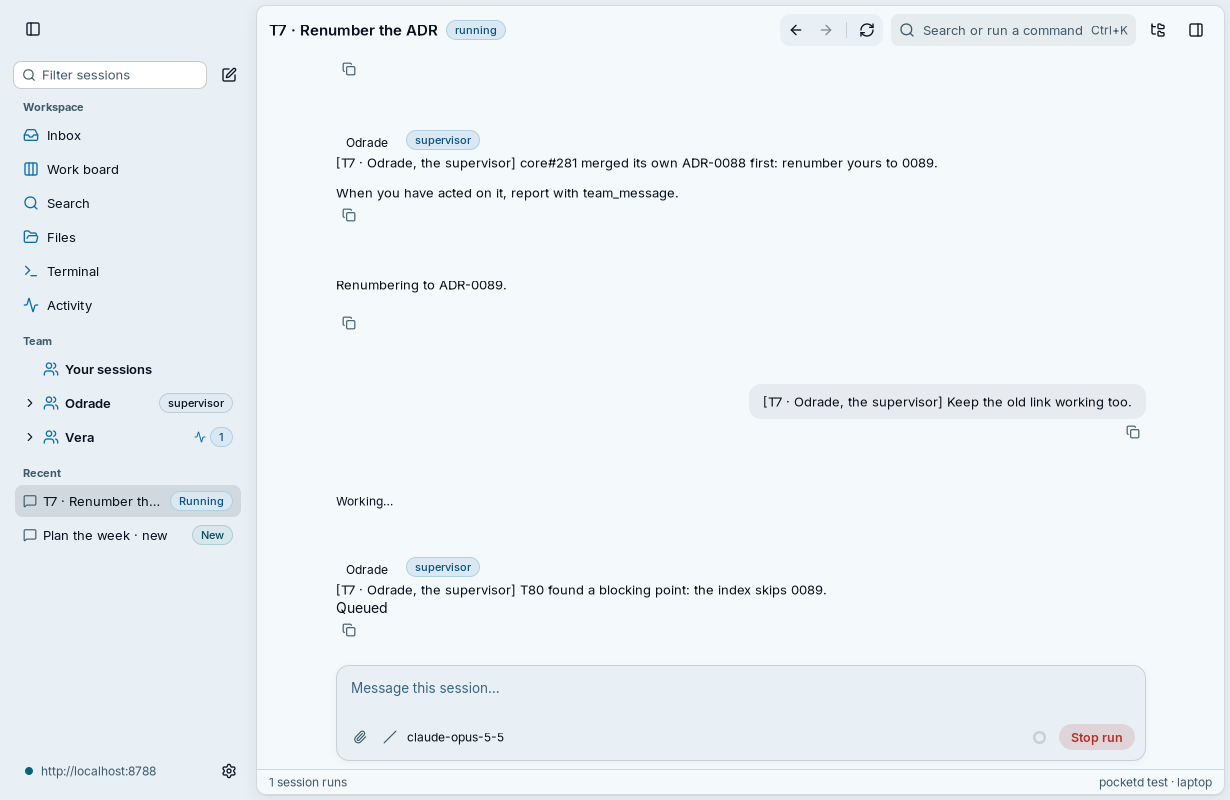 T7 · Renumber the ADR
running
Search or run a command
Ctrl+K
Filter sessions
Workspace
Inbox
Work board
Search
Files
Terminal
Activity
Team
Your sessions
Odrade
supervisor
Vera
1
Recent
T7 · Renumber th...
Running
Plan the week · new
New
http://localhost:8788
Odrade
supervisor
[T7 · Odrade, the supervisor] core#281 merged its own ADR-0088 first: renumber yours to 0089.
When you have acted on it, report with team_message.
Renumbering to ADR-0089.
[T7 · Odrade, the supervisor] Keep the old link working too.
Working...
Odrade
supervisor
[T7 · Odrade, the supervisor] T80 found a blocking point: the index skips 0089.
Queued
Message this session...
claude-opus-5-5
Stop run
1 session runs
pocketd test · laptop